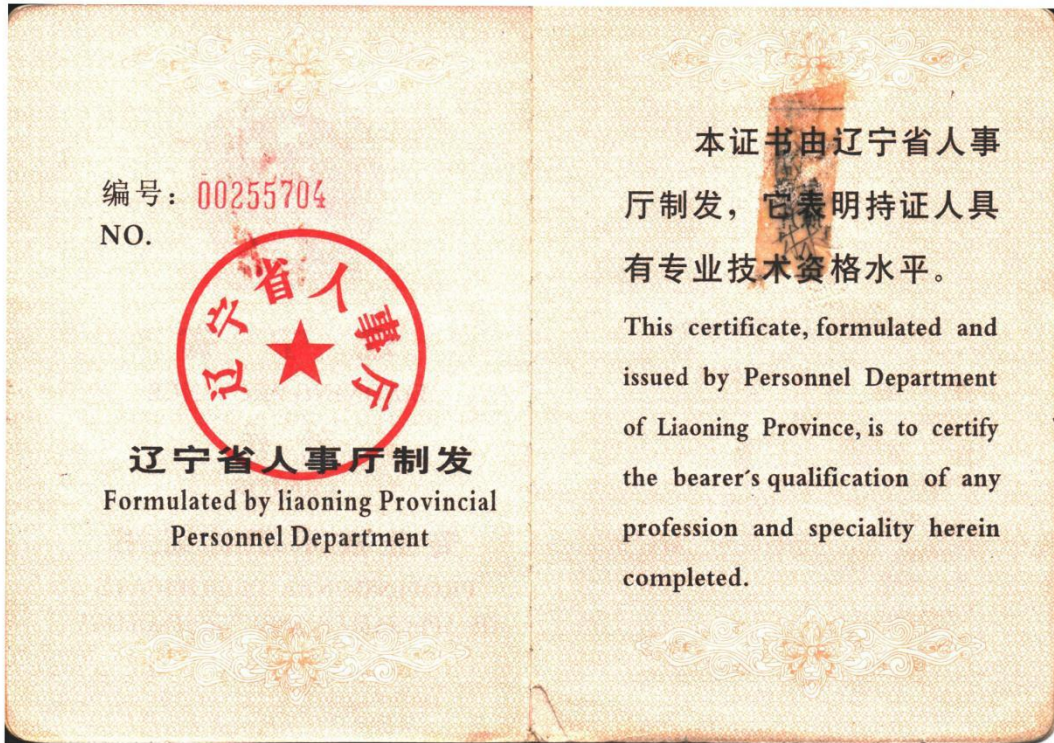 编号：00255704
NO.
辽宁省人事厅
辽宁省人事厅制发
Formulated by liaoning Provincial
Personnel Department
本证书由辽宁省人事
厅制发，它表明持证人具
有专业技术资格水平。
This certificate, formulated and
issued by Personnel Department
of Liaoning Province, is to certify
the bearer's qualification of any
profession and speciality herein
completed.